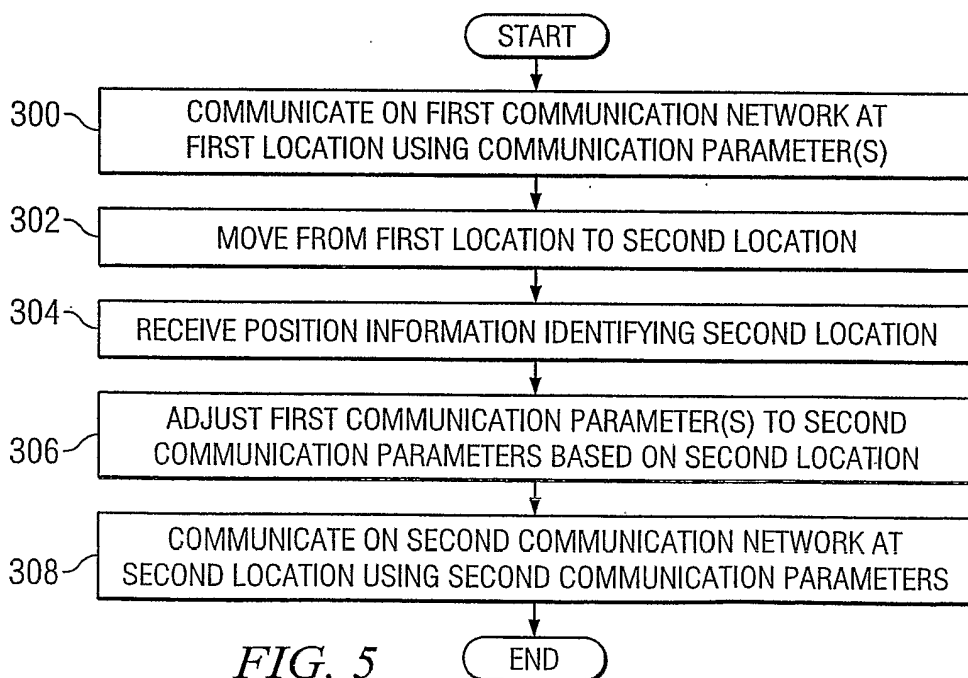 START
300
COMMUNICATE ON FIRST COMMUNICATION NETWORK AT
FIRST LOCATION USING COMMUNICATION PARAMETER(S)
302
MOVE FROM FIRST LOCATION TO SECOND LOCATION
304
RECEIVE POSITION INFORMATION IDENTIFYING SECOND LOCATION
306
ADJUST FIRST COMMUNICATION PARAMETER(S) TO SECOND
COMMUNICATION PARAMETERS BASED ON SECOND LOCATION
308
COMMUNICATE ON SECOND COMMUNICATION NETWORK AT
SECOND LOCATION USING SECOND COMMUNICATION PARAMETERS
FIG. 5
END